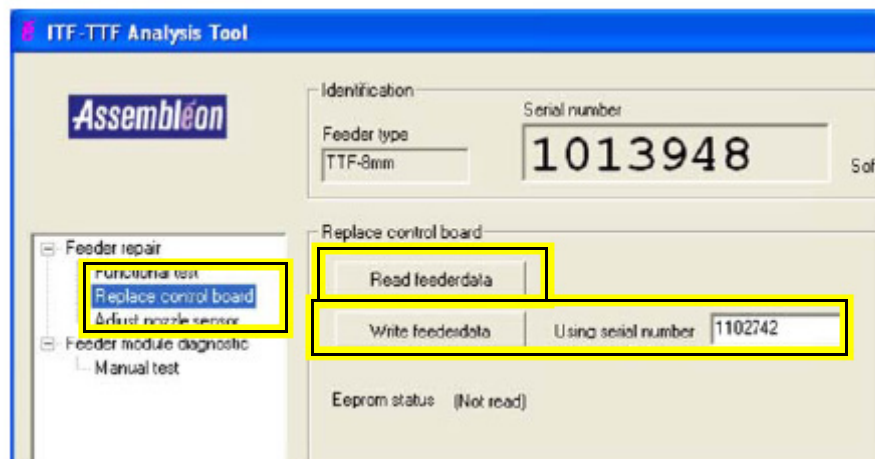 ITF-TTF Analysis Tool
Assembléon
Identification
Feeder type
TTF-8mm
Serial number
1013948
Feeder repair
Functional test
Replace control board
Adjust nozzle sensor
Feeder module diagnostic
Manual test
Replace control board
Read feederdata
Write feederdata
Using serial number 1102742
Eeprom status (Not read)